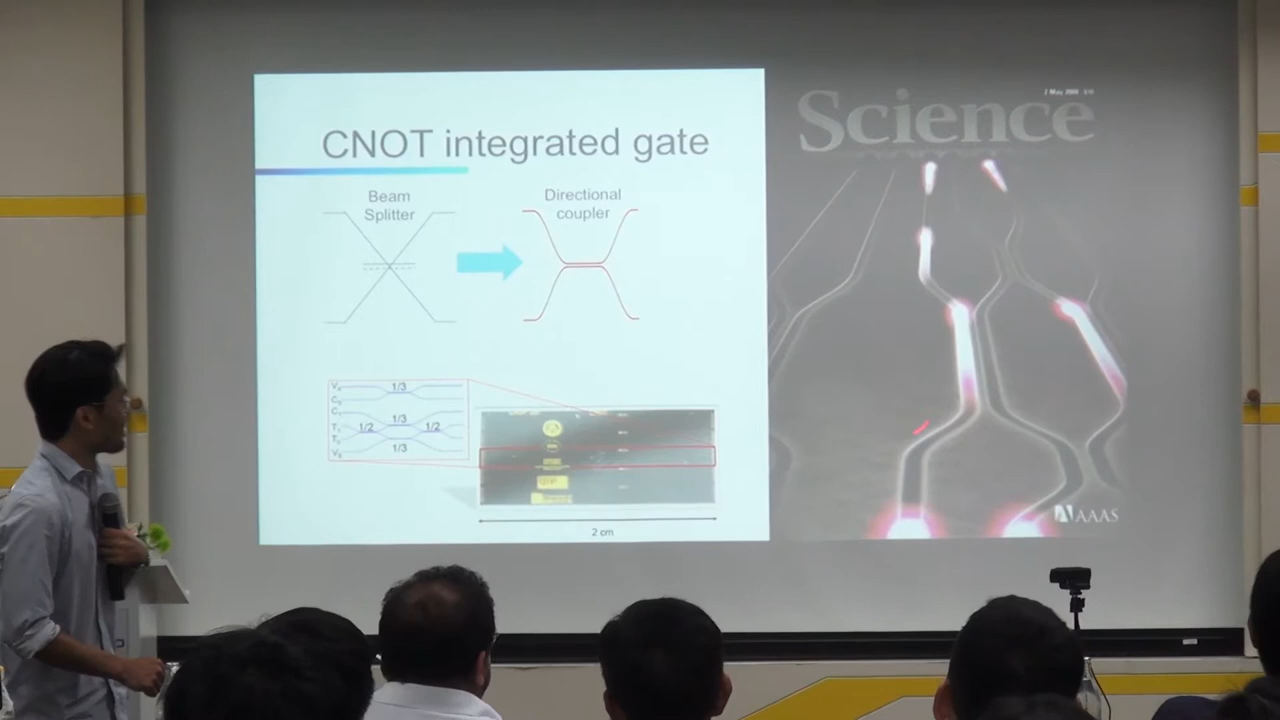 CNOT integrated gate
Beam
Splitter
Directional
coupler
1/3
1/3
1/2
1/2
1/3
QIP
2 cm
Science
AAAS